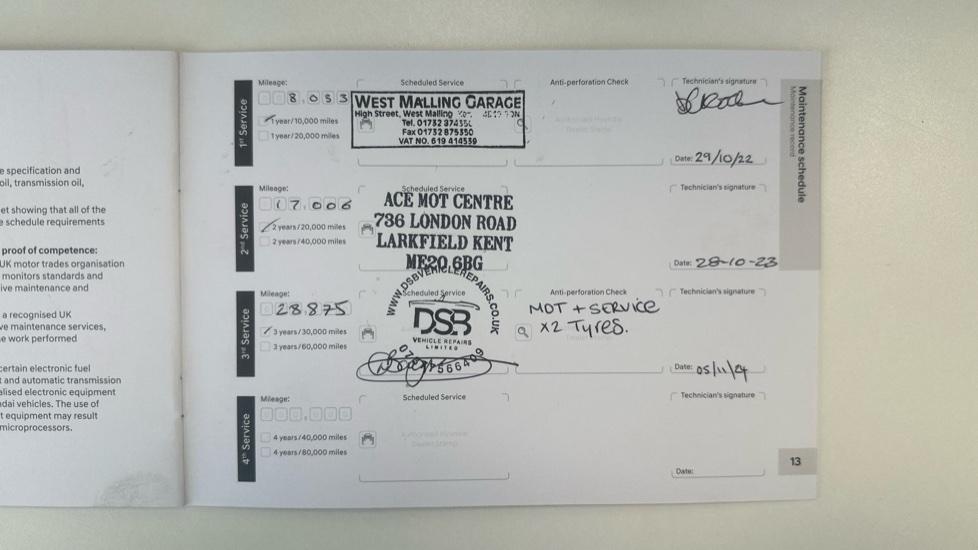 e specification and
oil, transmission oil,
et showing that all of the
e schedule requirements
proof of competence:
UK motor trades organisation
monitors standards and
ive maintenance and
a recognised UK
ve maintenance services,
e work performed
certain electronic fuel
t and automatic transmission
alised electronic equipment
ndai vehicles. The use of
t equipment may result
microprocessors.
Maintenance schedule
Maintenance record
1st Service
Mileage:
8,053
1 year/10,000 miles
1 year/20,000 miles
Scheduled Service
WEST MALLING GARAGE
High Street, West Malling
Tel. 01732
Fax 01732 875350
VAT NO. 619 414539
Anti-perforation Check
Technician's signature
Date: 29/10/22
2nd Service
Mileage:
17,006
2 years/20,000 miles
2 years/40,000 miles
Scheduled Service
ACE MOT CENTRE
736 LONDON ROAD
LARKFIELD KENT
ME20 6BG
Technician's signature
Date: 28-10-23
3rd Service
Mileage:
28,875
3 years/30,000 miles
3 years/60,000 miles
Scheduled Service
WWW.DSBVEHICLEREPAIRS.CO.UK
DSB
VEHICLE REPAIRS
LIMITED
Anti-perforation Check
MOT + SERVICE
x2 Tyres.
Technician's signature
Date: 05/11/24
4th Service
Mileage:
4 years/40,000 miles
4 years/80,000 miles
Scheduled Service
Authorised Hyundai
Dealer Stamp
Technician's signature
Date:
13